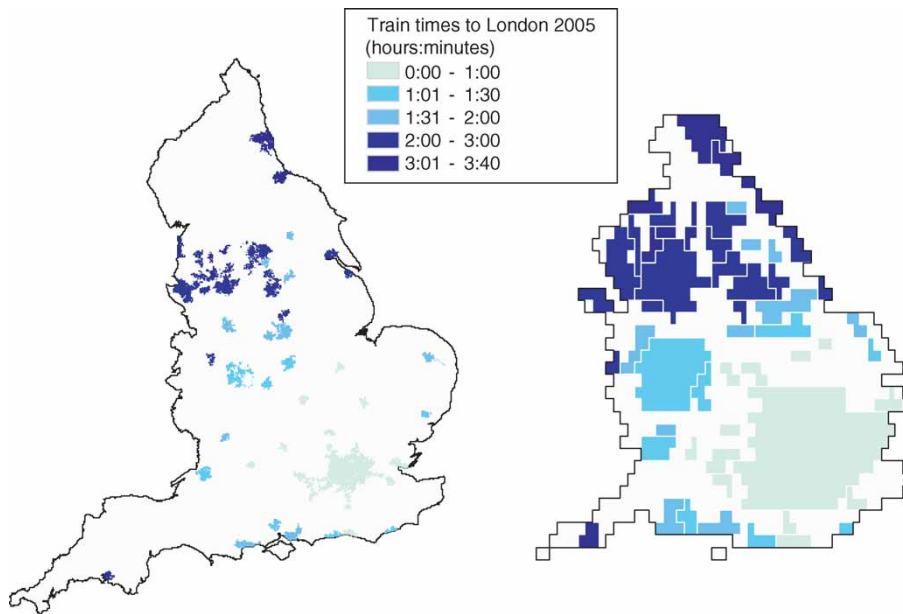 Train times to London 2005
(hours:minutes)
0:00 - 1:00
1:01 - 1:30
1:31 - 2:00
2:00 - 3:00
3:01 - 3:40